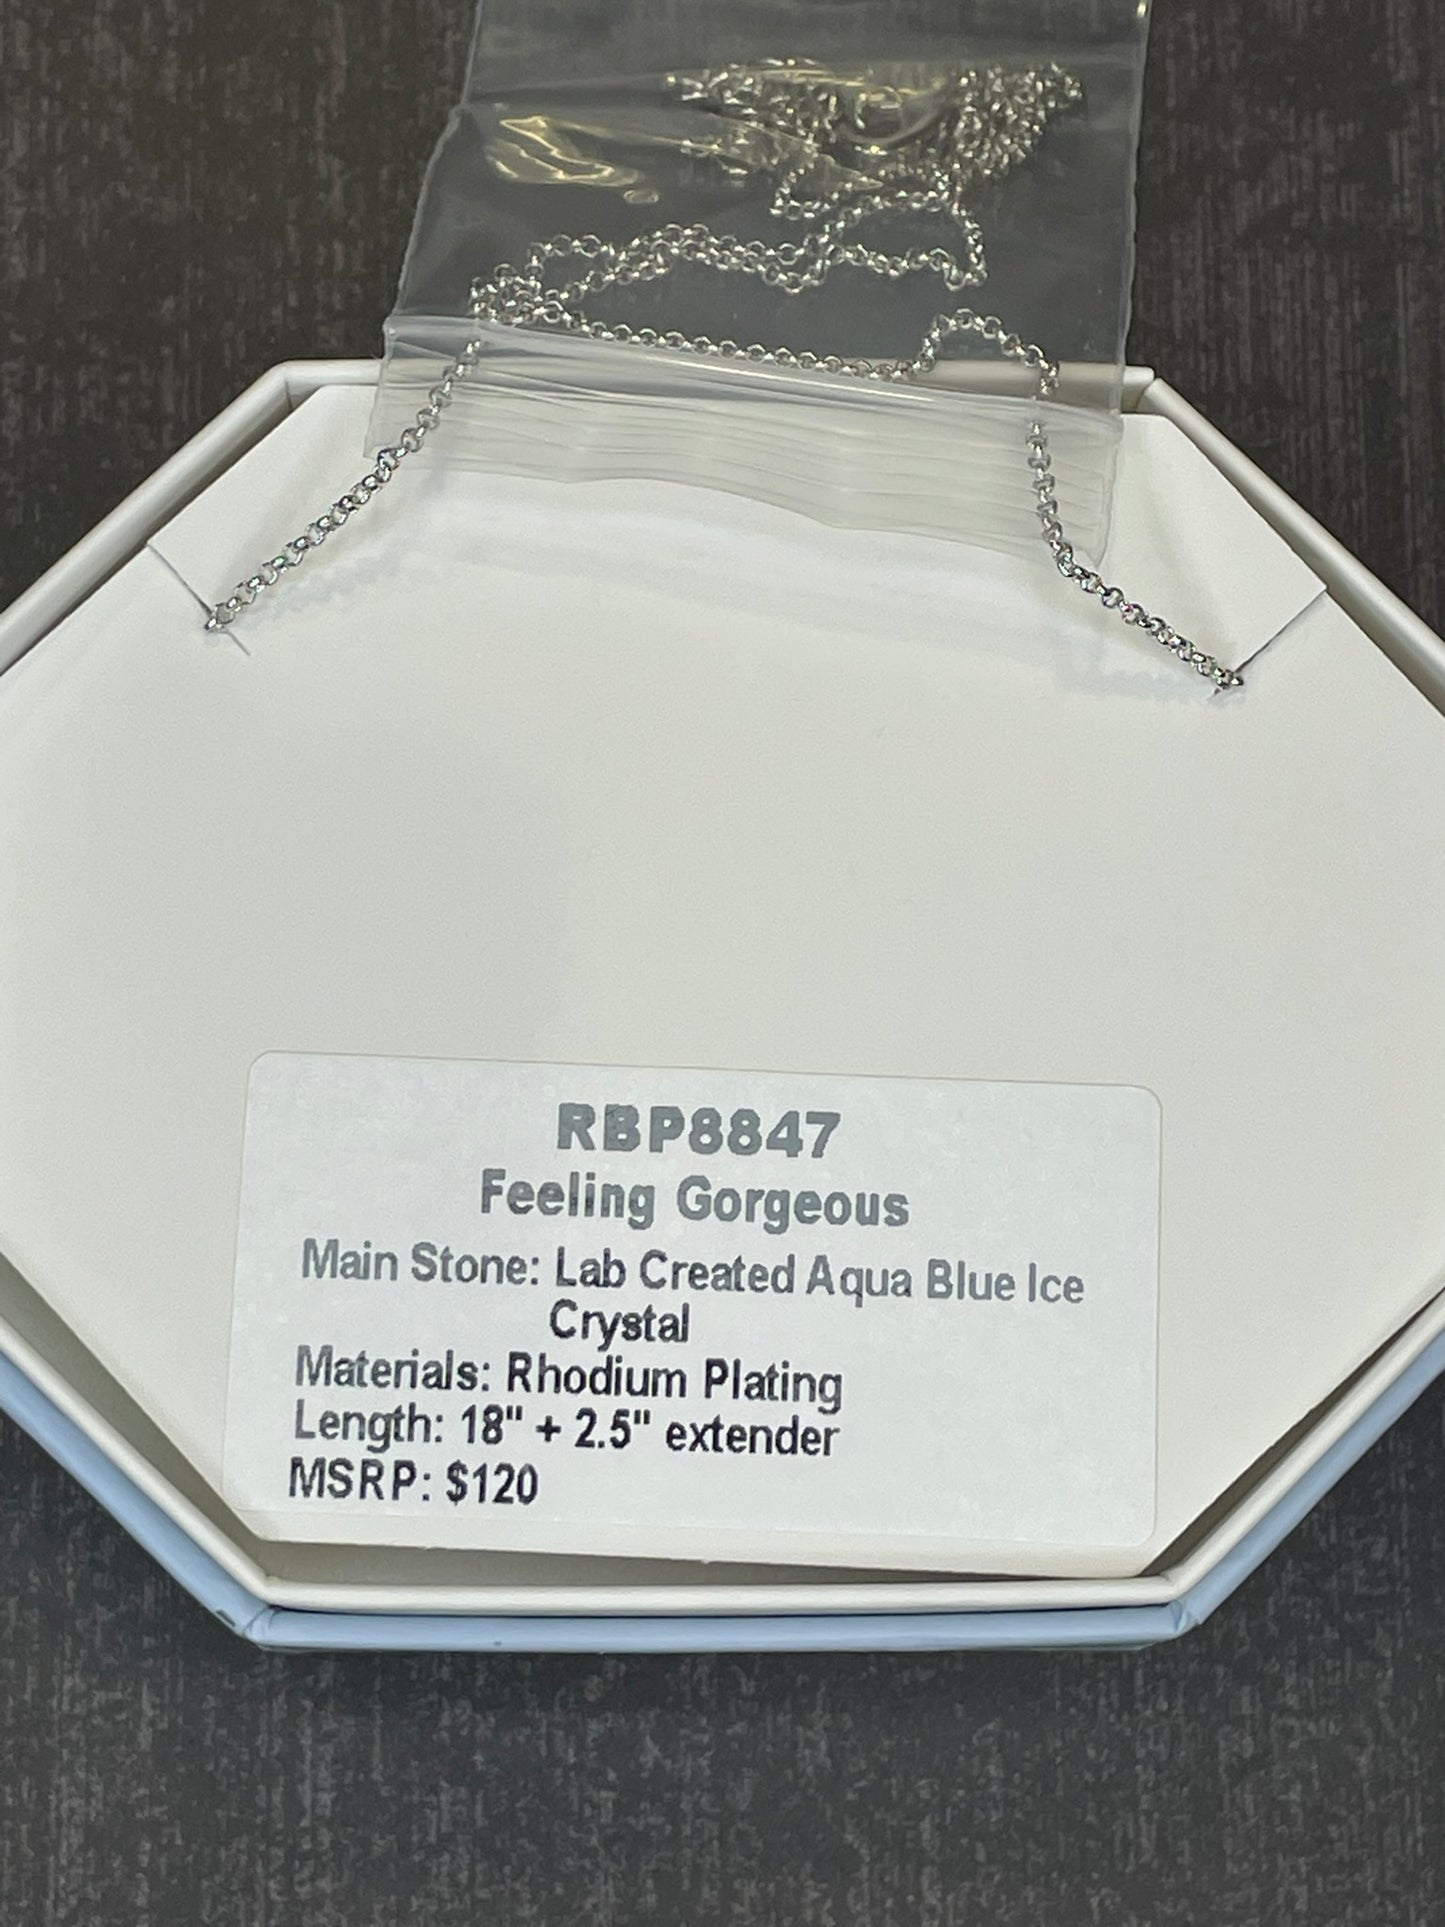 RBP8847
Feeling Gorgeous
Main Stone: Lab Created Aqua Blue Ice
Crystal
Materials: Rhodium Plating
Length: 18" + 2.5" extender
MSRP: $120